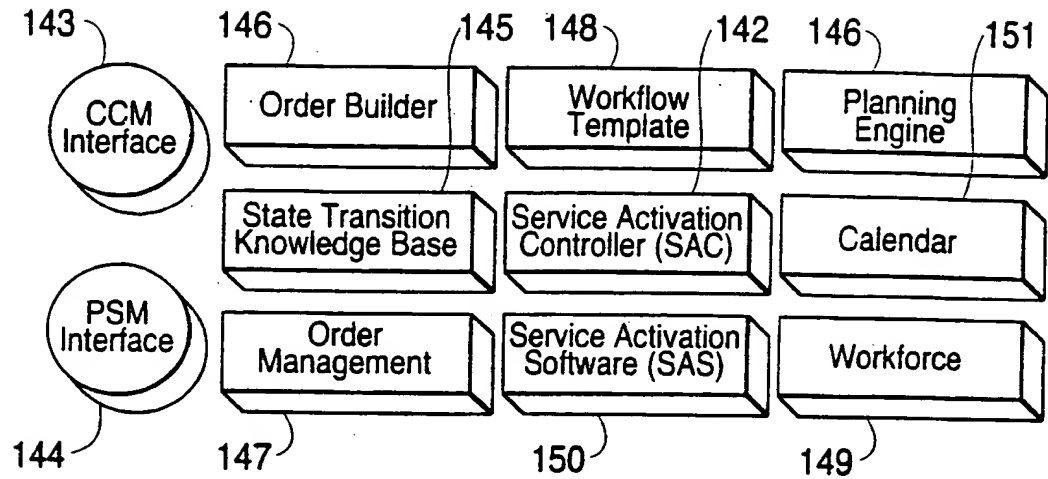 143
146
145
148
142
146
151
CCM
Interface
Order Builder
Workflow
Template
Planning
Engine
State Transition
Knowledge Base
Service Activation
Controller (SAC)
Calendar
PSM
Interface
Order
Management
Service Activation
Software (SAS)
Workforce
144
147
150
149